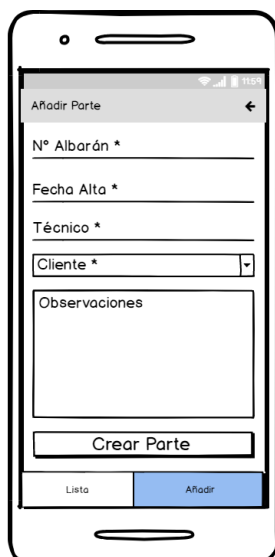 11:59
Añadir Parte
Nº Albarán *
Fecha Alta *
Técnico *
Cliente *
Observaciones
Crear Parte
Lista
Añadir